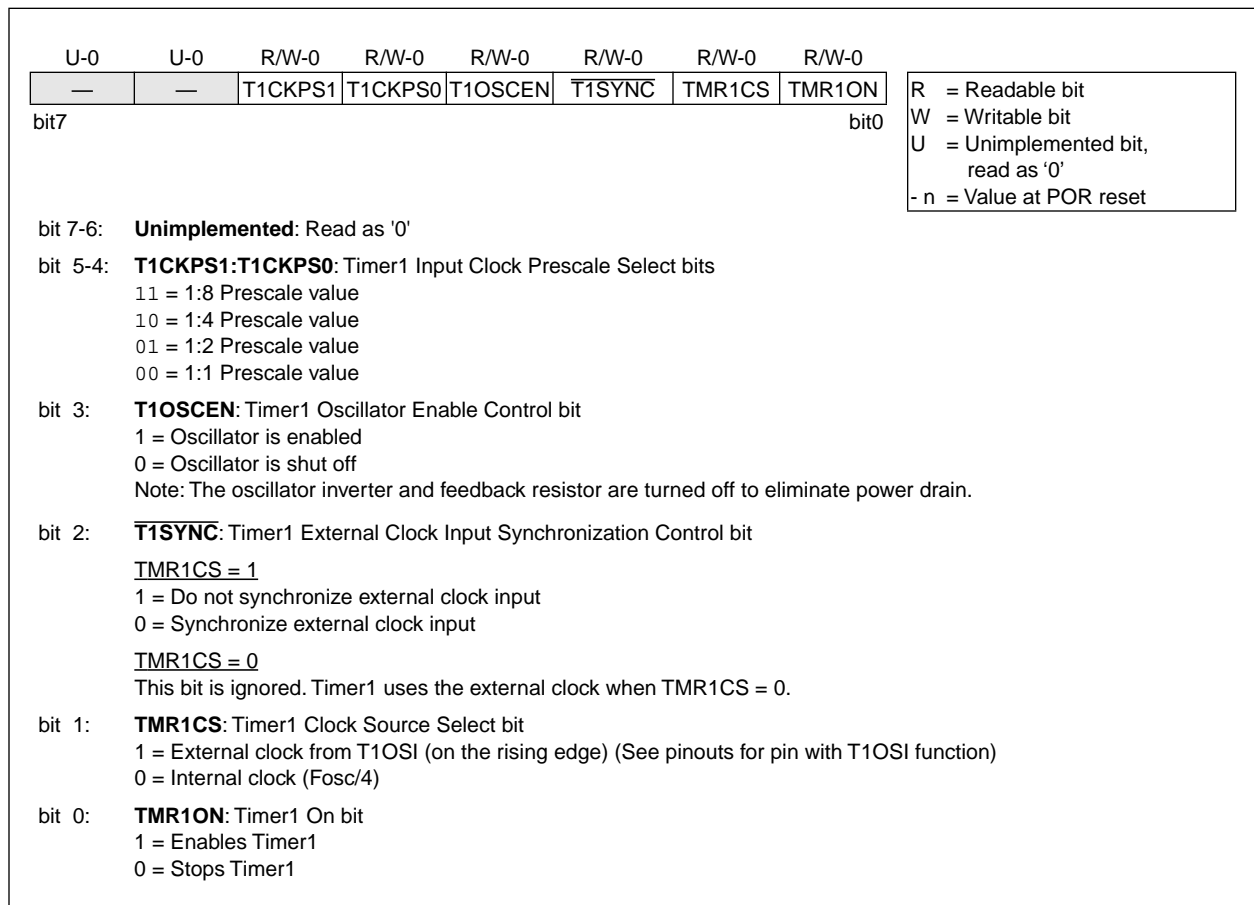 U-0 U-0 R/W-0 R/W-0 R/W-0 R/W-0 R/W-0 R/W-0
— — T1CKPS1 T1CKPS0 T1OSCEN T1SYNC TMR1CS TMR1ON
bit7 bit0
R = Readable bit
W = Writable bit
U = Unimplemented bit,
read as ‘0’
- n = Value at POR reset
bit 7-6: Unimplemented: Read as '0'
bit 5-4: T1CKPS1:T1CKPS0: Timer1 Input Clock Prescale Select bits
11 = 1:8 Prescale value
10 = 1:4 Prescale value
01 = 1:2 Prescale value
00 = 1:1 Prescale value
bit 3: T1OSCEN: Timer1 Oscillator Enable Control bit
1 = Oscillator is enabled
0 = Oscillator is shut off
Note: The oscillator inverter and feedback resistor are turned off to eliminate power drain.
bit 2: T1SYNC: Timer1 External Clock Input Synchronization Control bit
TMR1CS = 1
1 = Do not synchronize external clock input
0 = Synchronize external clock input
TMR1CS = 0
This bit is ignored. Timer1 uses the external clock when TMR1CS = 0.
bit 1: TMR1CS: Timer1 Clock Source Select bit
1 = External clock from T1OSI (on the rising edge) (See pinouts for pin with T1OSI function)
0 = Internal clock (Fosc/4)
bit 0: TMR1ON: Timer1 On bit
1 = Enables Timer1
0 = Stops Timer1